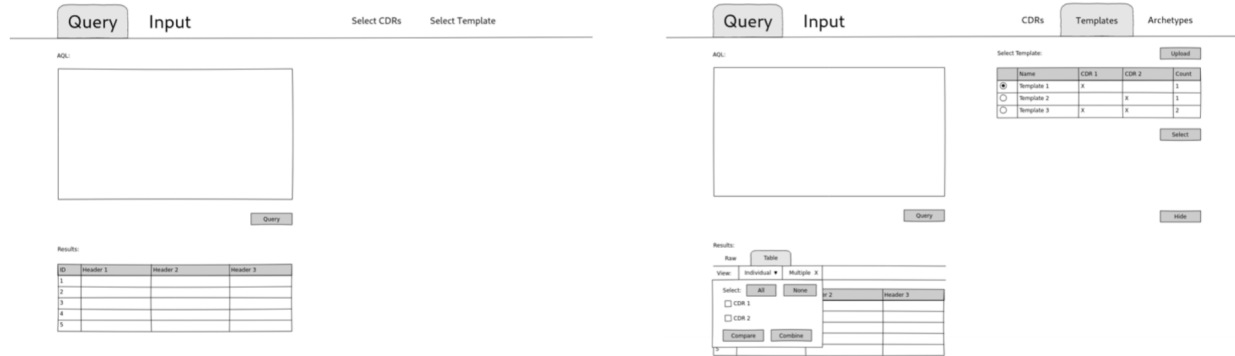 Query Input Select CDRs Select Template
AQL:
Query
Results:
ID Header 1 Header 2 Header 3
1
2
3
4
5
Query Input CDRs Templates Archetypes
AQL:
Select Template: Upload
Name CDR 1 CDR 2 Count
Template 1 X 1
Template 2 X 1
Template 3 X X 2
Select
Query
Hide
Results:
Raw Table
View: Individual ▼ Multiple X
Select: All None
CDR 1
CDR 2
Compare Combine
er 2 Header 3
5